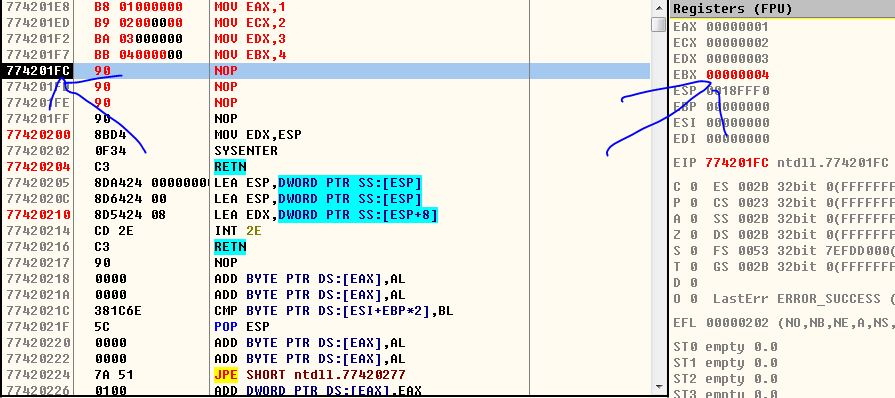 774201E8 B8 01000000 MOV EAX,1
774201ED B9 02000000 MOV ECX,2
774201F2 BA 03000000 MOV EDX,3
774201F7 BB 04000000 MOV EBX,4
774201FC 90 NOP
774201FD 90 NOP
774201FE 90 NOP
774201FF 90 NOP
77420200 8BD4 MOV EDX,ESP
77420202 0F34 SYSENTER
77420204 C3 RETN
77420205 8DA424 00000000 LEA ESP,DWORD PTR SS:[ESP]
7742020C 8D6424 00 LEA ESP,DWORD PTR SS:[ESP]
77420210 8D5424 08 LEA EDX,DWORD PTR SS:[ESP+8]
77420214 CD 2E INT 2E
77420216 C3 RETN
77420217 90 NOP
77420218 0000 ADD BYTE PTR DS:[EAX],AL
7742021A 0000 ADD BYTE PTR DS:[EAX],AL
7742021C 381C6E CMP BYTE PTR DS:[ESI+EBP*2],BL
7742021F 5C POP ESP
77420220 0000 ADD BYTE PTR DS:[EAX],AL
77420222 0000 ADD BYTE PTR DS:[EAX],AL
77420224 7A 51 JPE SHORT ntdll.77420277
77420226 0100 ADD DWORD PTR DS:[EAX],EAX
Registers (FPU)
EAX 00000001
ECX 00000002
EDX 00000003
EBX 00000004
ESP 0018FFF0
EBP 00000000
ESI 00000000
EDI 00000000
EIP 774201FC ntdll.774201FC
C 0 ES 002B 32bit 0(FFFFFFF
P 0 CS 0023 32bit 0(FFFFFFF
A 0 SS 002B 32bit 0(FFFFFFF
Z 0 DS 002B 32bit 0(FFFFFFF
S 0 FS 0053 32bit 7EFDD000(
T 0 GS 002B 32bit 0(FFFFFFF
D 0
O 0 LastErr ERROR_SUCCESS (
EFL 00000202 (NO,NB,NE,A,NS,
ST0 empty 0.0
ST1 empty 0.0
ST2 empty 0.0
ST3 empty 0.0